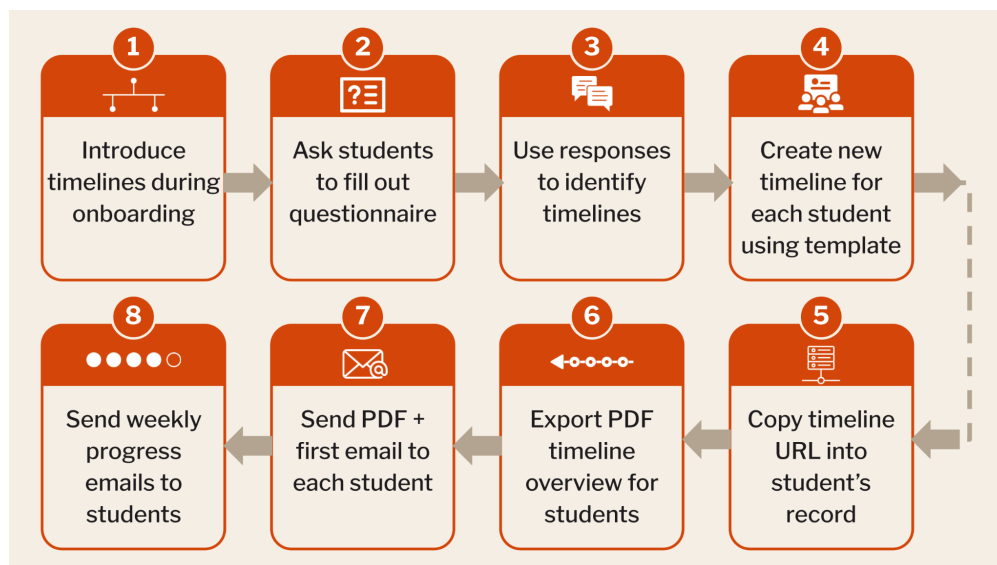 1
Introduce
timelines during
onboarding
2
Ask students
to fill out
questionnaire
3
Use responses
to identify
timelines
4
Create new
timeline for
each student
using template
5
Copy timeline
URL into
student’s
record
6
Export PDF
timeline
overview for
students
7
Send PDF +
first email to
each student
8
Send weekly
progress
emails to
students